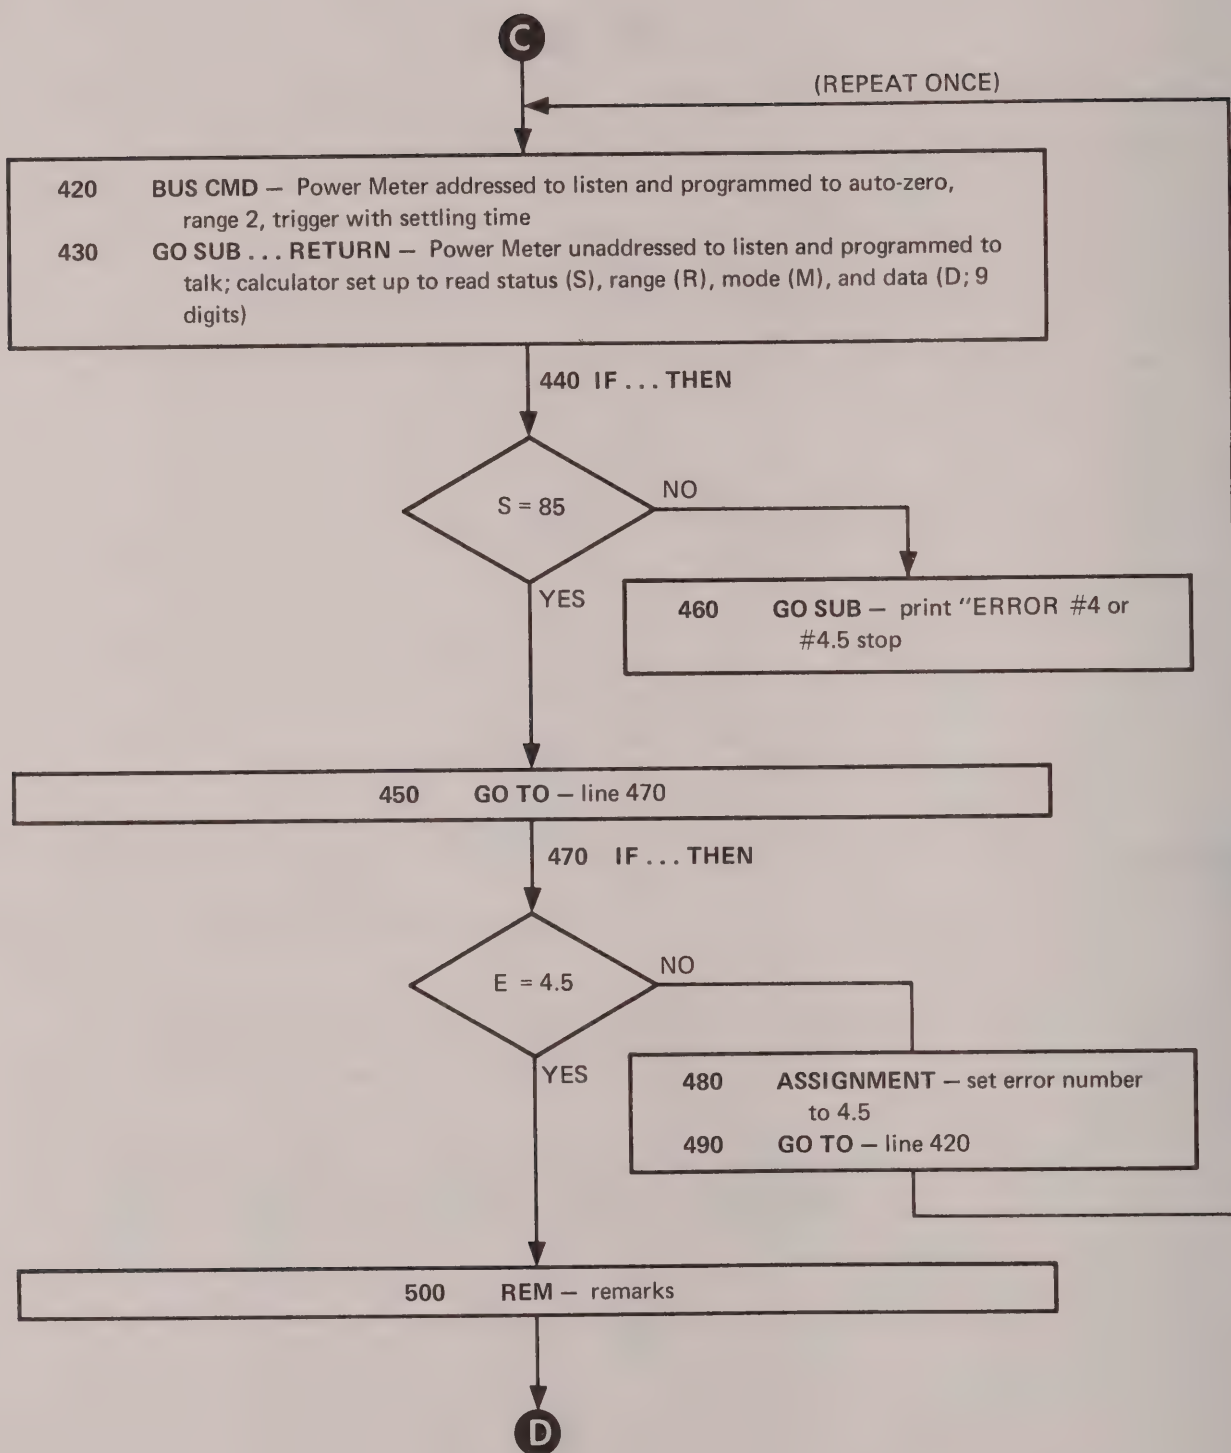 C
(REPEAT ONCE)
420 BUS CMD — Power Meter addressed to listen and programmed to auto-zero,
range 2, trigger with settling time
430 GO SUB . . . RETURN — Power Meter unaddressed to listen and programmed to
talk; calculator set up to read status (S), range (R), mode (M), and data (D; 9
digits)
440 IF . . . THEN
S = 85
NO
YES
460 GO SUB — print "ERROR #4 or
#4.5 stop
450 GO TO — line 470
470 IF . . . THEN
E = 4.5
NO
YES
480 ASSIGNMENT — set error number
to 4.5
490 GO TO — line 420
500 REM — remarks
D